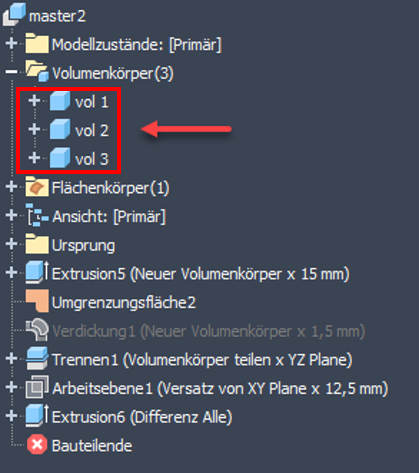 master2
Modellzustände: [Primär]
Volumenkörper(3)
vol 1
vol 2
vol 3
Flächenkörper(1)
Ansicht: [Primär]
Ursprung
Extrusion5 (Neuer Volumenkörper x 15 mm)
Umgrenzungsfläche2
Verdickung1 (Neuer Volumenkörper x 1,5 mm)
Trennen1 (Volumenkörper teilen x YZ Plane)
Arbeitsebene1 (Versatz von XY Plane x 12,5 mm)
Extrusion6 (Differenz Alle)
Bauteilende